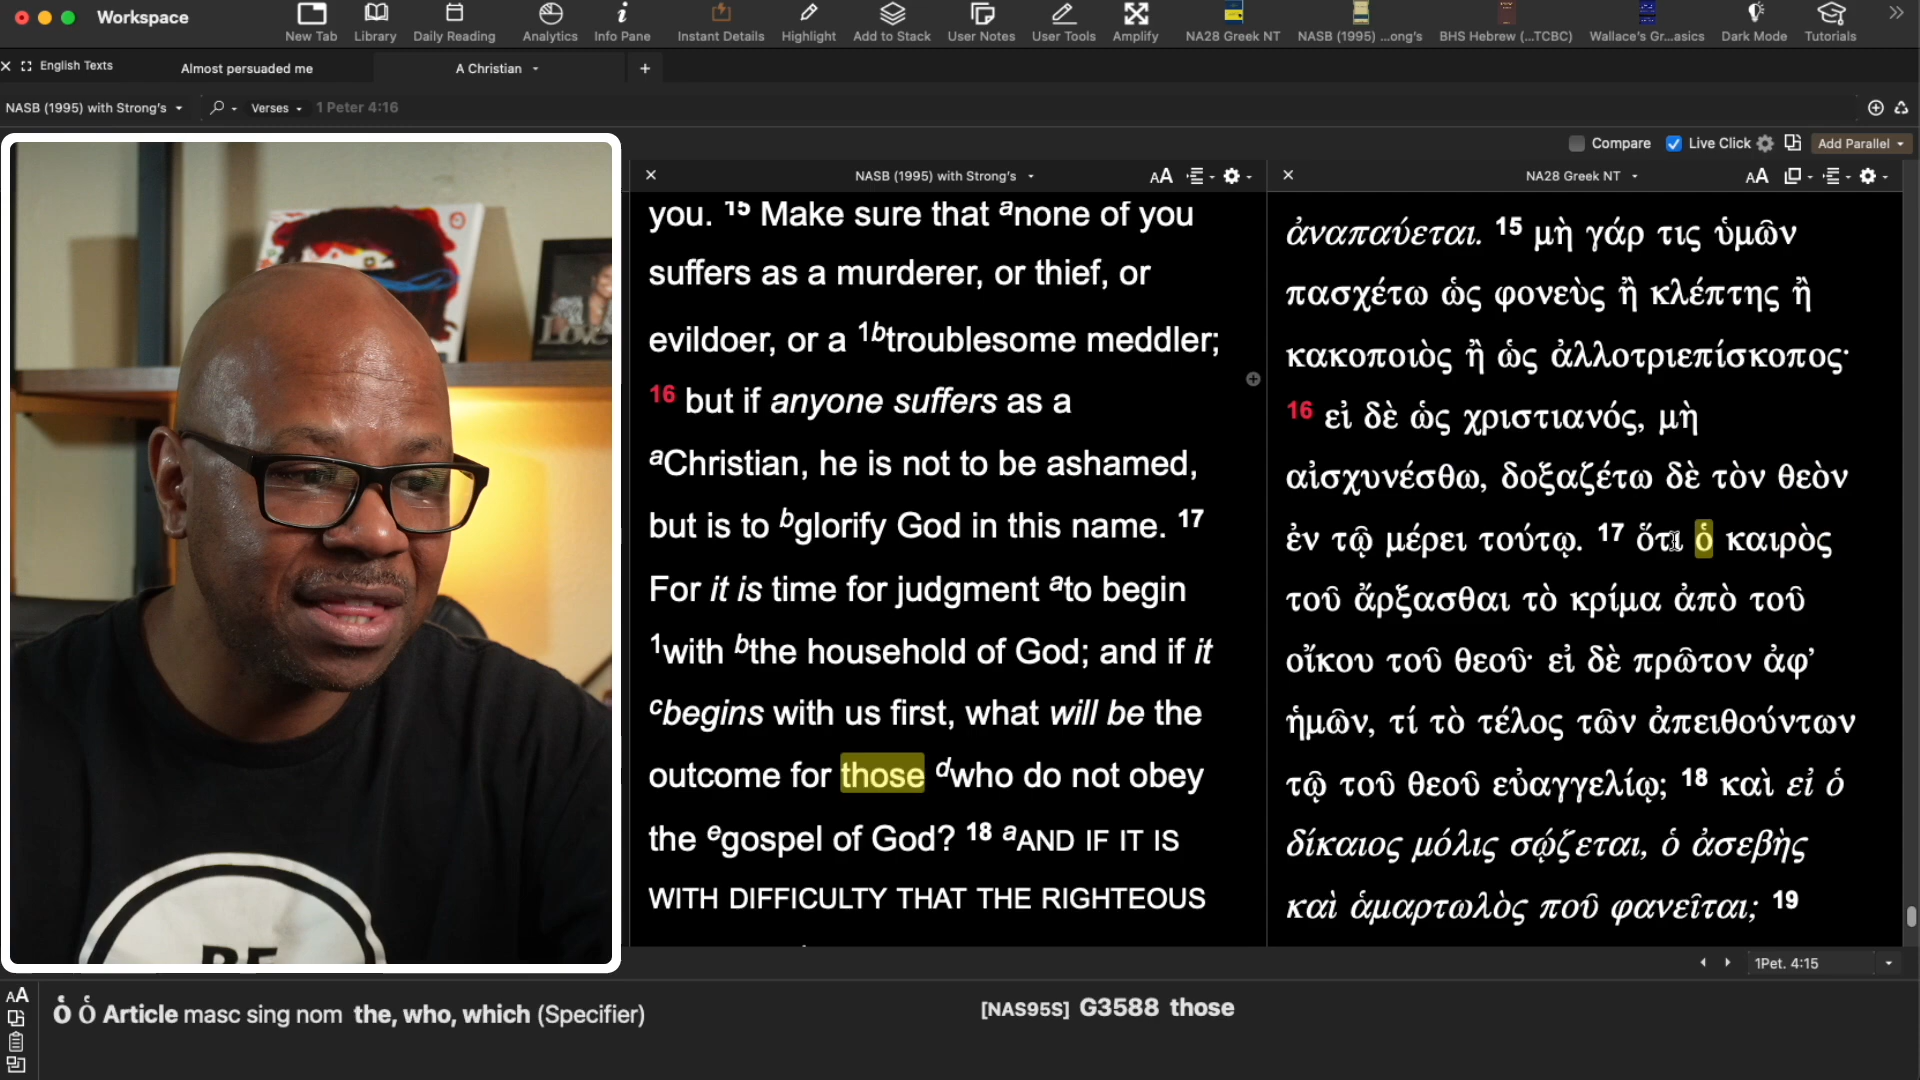 Workspace
New Tab
Library
Daily Reading
Analytics
Info Pane
Instant Details
Highlight
Add to Stack
User Notes
User Tools
Amplify
NA28 Greek NT
NASB (1995) ...ong's
BHS Hebrew (...TCBC)
Wallace's Gr...asics
Dark Mode
Tutorials
English Texts
Almost persuaded me
A Christian
NASB (1995) with Strong's
Verses
1 Peter 4:16
Compare
Live Click
Add Parallel
NASB (1995) with Strong's
you. 15 Make sure that anone of you
suffers as a murderer, or thief, or
evildoer, or a 1btroublesome meddler;
16 but if anyone suffers as a
aChristian, he is not to be ashamed,
but is to bglorify God in this name. 17
For it is time for judgment ato begin
1with bthe household of God; and if it
cbegins with us first, what will be the
outcome for those dwho do not obey
the egospel of God? 18 aAND IF IT IS
WITH DIFFICULTY THAT THE RIGHTEOUS
NA28 Greek NT
ἀναπαύεται. 15 μὴ γάρ τις ὑμῶν
πασχέτω ὡς φονεὺς ἢ κλέπτης ἢ
κακοποιὸς ἢ ὡς ἀλλοτριεπίσκοπος·
16 εἰ δὲ ὡς χριστιανός, μὴ
αἰσχυνέσθω, δοξαζέτω δὲ τὸν θεὸν
ἐν τῷ μέρει τούτῳ. 17 ὅτι ὁ καιρὸς
τοῦ ἄρξασθαι τὸ κρίμα ἀπὸ τοῦ
οἴκου τοῦ θεοῦ· εἰ δὲ πρῶτον ἀφ’
ἡμῶν, τί τὸ τέλος τῶν ἀπειθούντων
τῷ τοῦ θεοῦ εὐαγγελίῳ; 18 καὶ εἰ ὁ
δίκαιος μόλις σῴζεται, ὁ ἀσεβὴς
καὶ ἁμαρτωλὸς ποῦ φανεῖται; 19
1Pet. 4:15
ὁ ὁ Article masc sing nom the, who, which (Specifier)
[NAS95S] G3588 those
LOVE